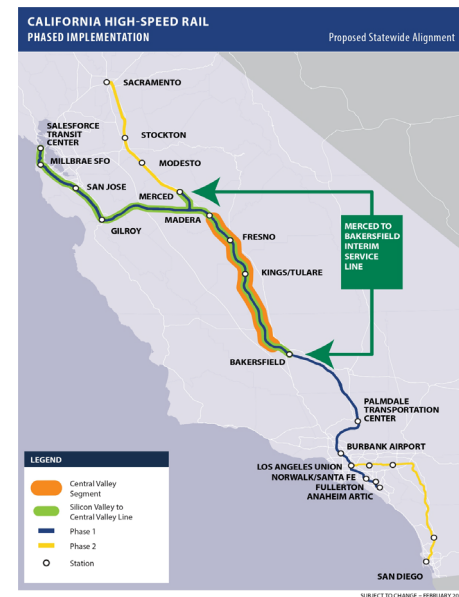 CALIFORNIA HIGH-SPEED RAIL
PHASED IMPLEMENTATION
Proposed Statewide Alignment
SACRAMENTO
STOCKTON
SALESFORCE
TRANSIT
CENTER
MILLBRAE SFO
MODESTO
SAN JOSE
MERCED
MADERA
GILROY
FRESNO
MERCED TO
BAKERSFIELD
INTERIM
SERVICE
LINE
KINGS/TULARE
BAKERSFIELD
PALMDALE
TRANSPORTATION
CENTER
BURBANK AIRPORT
LOS ANGELES UNION
NORWALK/SANTA FE
FULLERTON
ANAHEIM ARTIC
SAN DIEGO
LEGEND
Central Valley
Segment
Silicon Valley to
Central Valley Line
Phase 1
Phase 2
Station
SUBJECT TO CHANGE – FEBRUARY 20